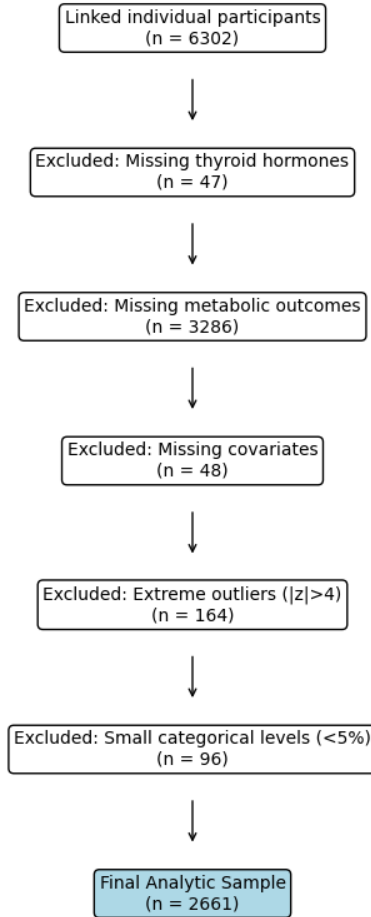 Linked individual participants
(n = 6302)
Excluded: Missing thyroid hormones
(n = 47)
Excluded: Missing metabolic outcomes
(n = 3286)
Excluded: Missing covariates
(n = 48)
Excluded: Extreme outliers (|z|>4)
(n = 164)
Excluded: Small categorical levels (<5%)
(n = 96)
Final Analytic Sample
(n = 2661)